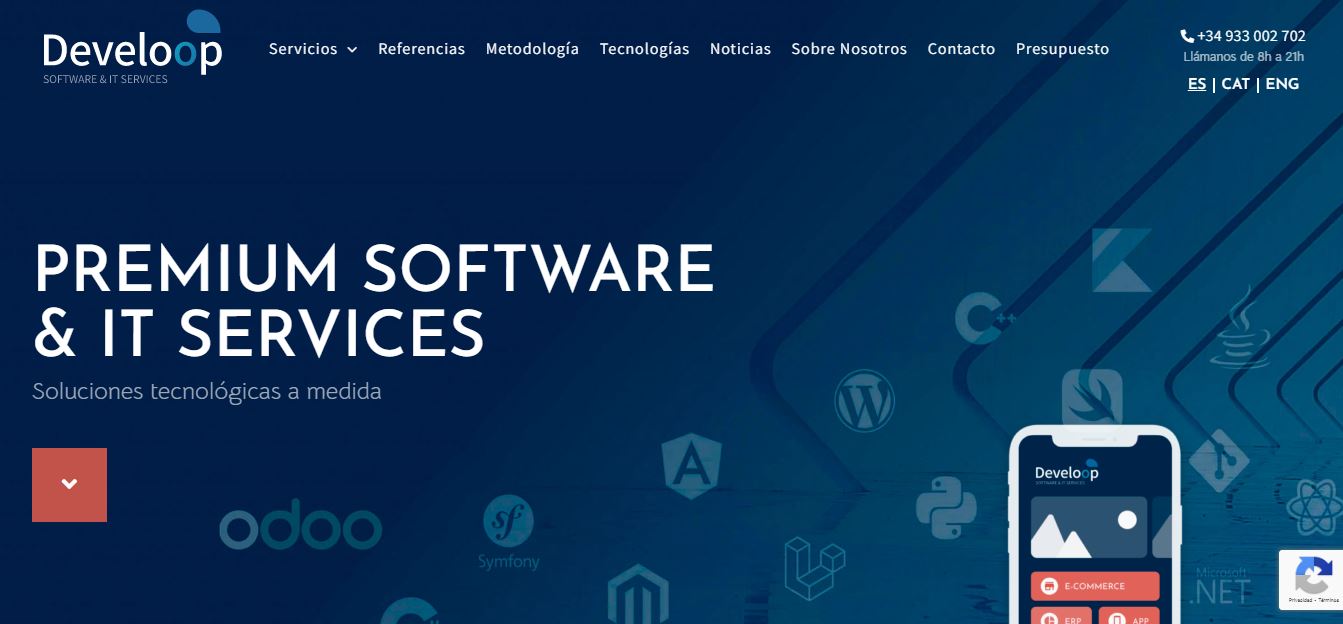 Develoop
SOFTWARE & IT SERVICES
Servicios
Referencias
Metodología
Tecnologías
Noticias
Sobre Nosotros
Contacto
Presupuesto
+34 933 002 702
Llámanos de 8h a 21h
ES | CAT | ENG
PREMIUM SOFTWARE
& IT SERVICES
Soluciones tecnológicas a medida
C++
odoo
Symfony
Develoop
SOFTWARE & IT SERVICES
E-COMMERCE
ERP
APP
Microsoft
.NET
Privacidad - Términos